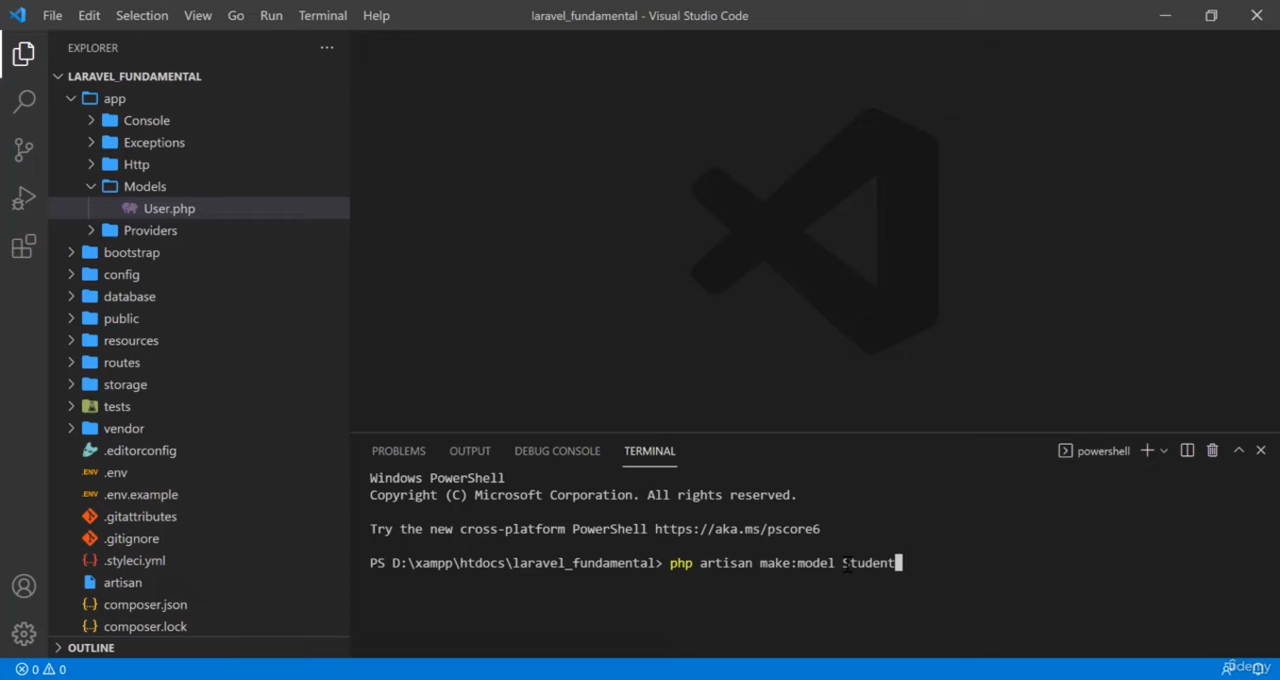 File Edit Selection View Go Run Terminal Help laravel_fundamental - Visual Studio Code
EXPLORER
LARAVEL_FUNDAMENTAL
app
Console
Exceptions
Http
Models
User.php
Providers
bootstrap
config
database
public
resources
routes
storage
tests
vendor
.editorconfig
.env
.env.example
.gitattributes
.gitignore
.styleci.yml
artisan
composer.json
composer.lock
OUTLINE
PROBLEMS OUTPUT DEBUG CONSOLE TERMINAL powershell
Windows PowerShell
Copyright (C) Microsoft Corporation. All rights reserved.
Try the new cross-platform PowerShell https://aka.ms/pscore6
PS D:\xampp\htdocs\laravel_fundamental> php artisan make:model Student
0 0
Udemy